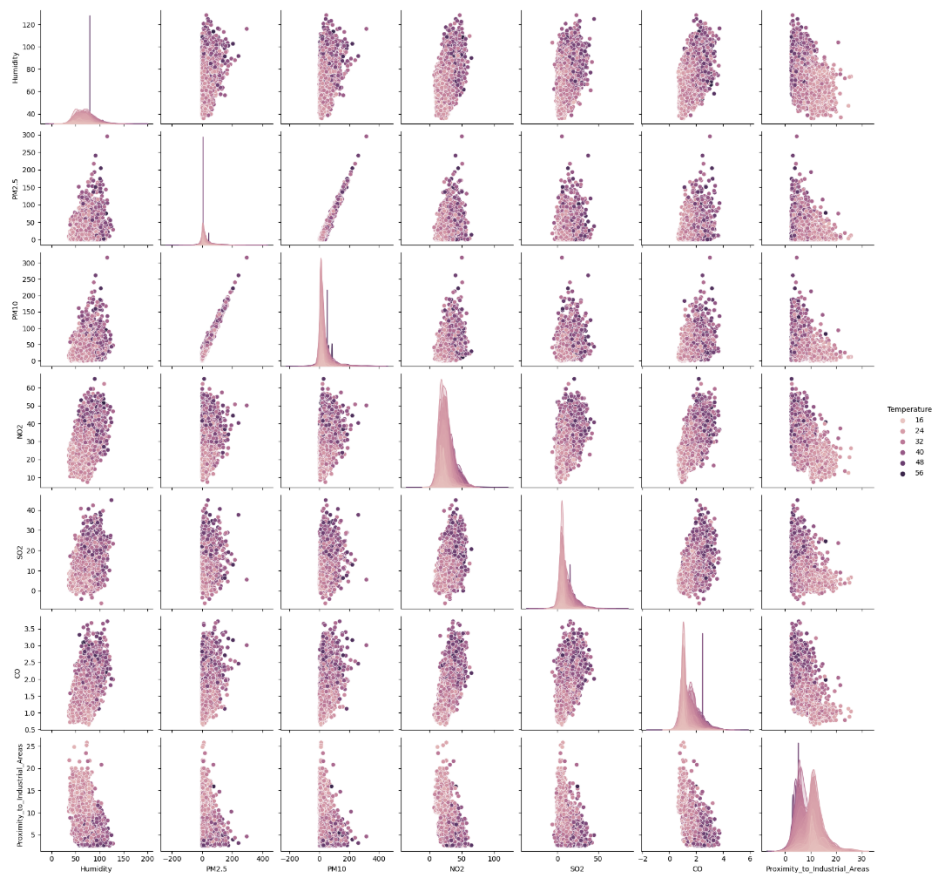 Humidity
120
100
80
60
40
PM2.5
300
250
200
150
100
50
0
PM10
300
250
200
150
100
50
0
NO2
60
50
40
30
20
10
SO2
40
30
20
10
0
CO
3.5
3.0
2.5
2.0
1.5
1.0
0.5
Proximity_to_Industrial_Areas
25
20
15
10
5
Temperature
16
24
32
40
48
56
0 50 100 150 200
Humidity
−200 0 200 400
PM2.5
−200 0 200 400
PM10
0 50 100
NO2
0 50
SO2
−2 0 2 4 6
CO
0 10 20 30
Proximity_to_Industrial_Areas